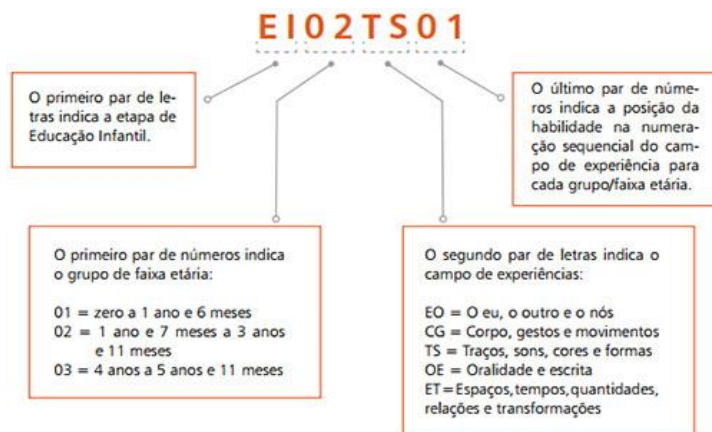 EI02TS01
O primeiro par de le-
tras indica a etapa de
Educação Infantil.
O último par de núme-
ros indica a posição da
habilidade na numera-
ção sequencial do cam-
po de experiência para
cada grupo/faixa etária.
O primeiro par de números indica
o grupo de faixa etária:
01 = zero a 1 ano e 6 meses
02 = 1 ano e 7 meses a 3 anos
e 11 meses
03 = 4 anos a 5 anos e 11 meses
O segundo par de letras indica o
campo de experiências:
EO = O eu, o outro e o nós
CG = Corpo, gestos e movimentos
TS = Traços, sons, cores e formas
OE = Oralidade e escrita
ET=Espaços,tempos,quantidades,
relações e transformações